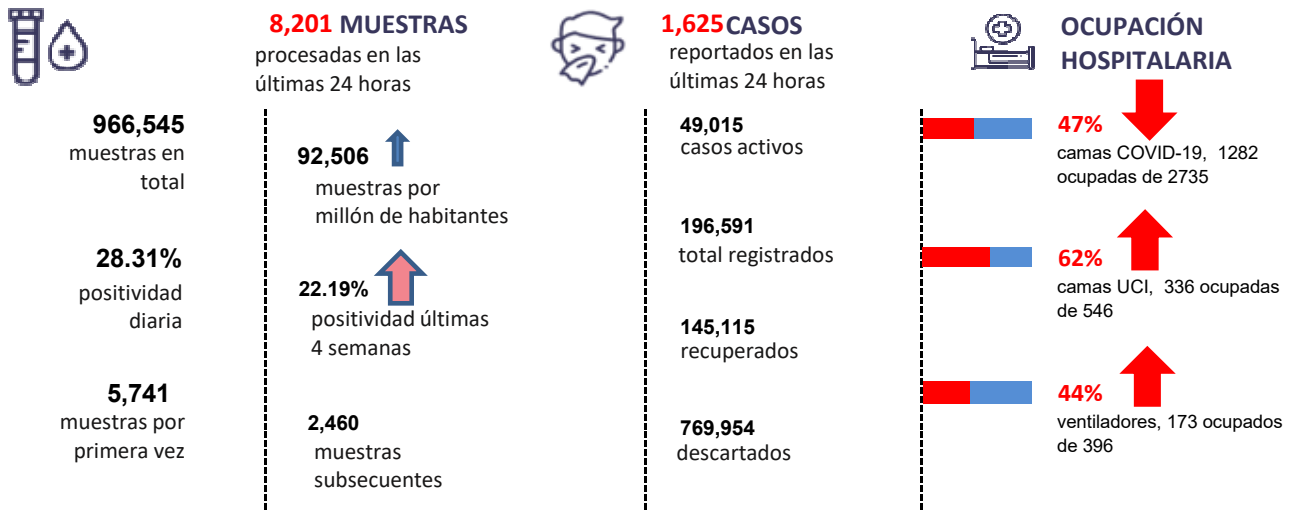 8,201 MUESTRAS
procesadas en las
últimas 24 horas
966,545
muestras en
total
28.31%
positividad
diaria
5,741
muestras por
primera vez
92,506
muestras por
millón de habitantes
22.19%
positividad últimas
4 semanas
2,460
muestras
subsecuentes
1,625 CASOS
reportados en las
últimas 24 horas
49,015
casos activos
196,591
total registrados
145,115
recuperados
769,954
descartados
OCUPACIÓN
HOSPITALARIA
47%
camas COVID-19, 1282
ocupadas de 2735
62%
camas UCI, 336 ocupadas
de 546
44%
ventiladores, 173 ocupados
de 396